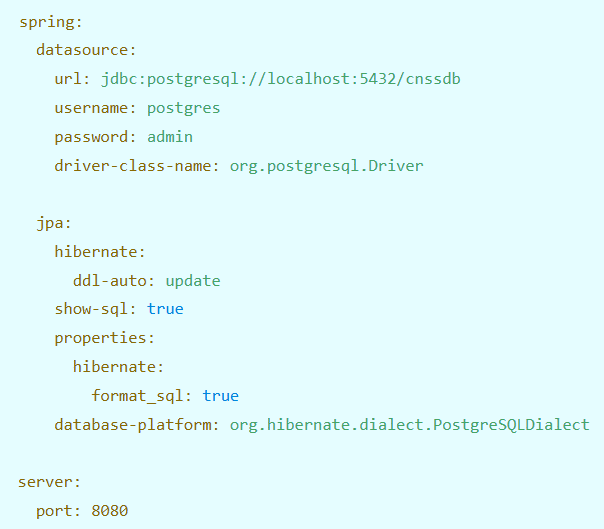 spring:
  datasource:
    url: jdbc:postgresql://localhost:5432/cnssdb
    username: postgres
    password: admin
    driver-class-name: org.postgresql.Driver

  jpa:
    hibernate:
      ddl-auto: update
    show-sql: true
    properties:
      hibernate:
        format_sql: true
    database-platform: org.hibernate.dialect.PostgreSQLDialect

server:
  port: 8080